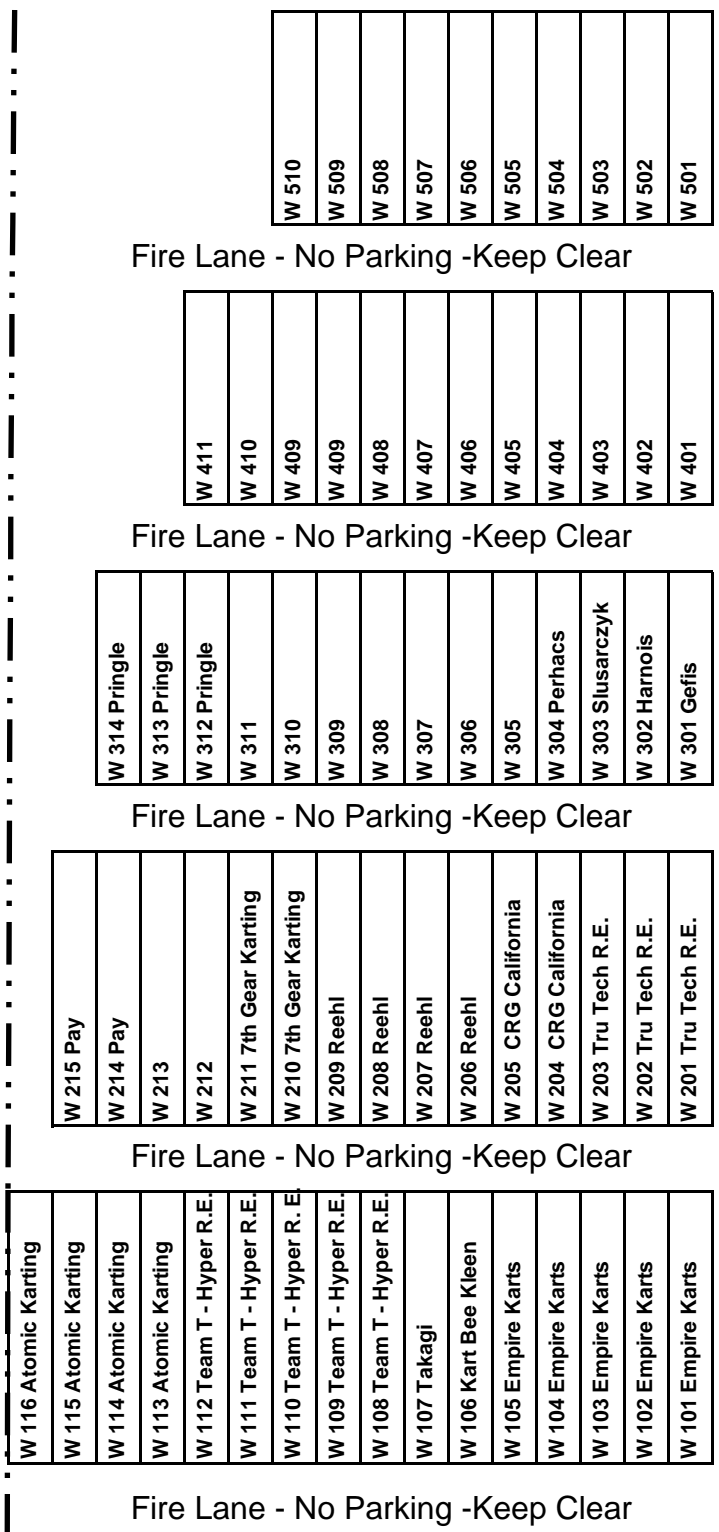 W 510
W 509
W 508
W 507
W 506
W 505
W 504
W 503
W 502
W 501
Fire Lane - No Parking -Keep Clear
W 411
W 410
W 409
W 409
W 408
W 407
W 406
W 405
W 404
W 403
W 402
W 401
Fire Lane - No Parking -Keep Clear
W 314 Pringle
W 313 Pringle
W 312 Pringle
W 311
W 310
W 309
W 308
W 307
W 306
W 305
W 304 Perhacs
W 303 Slusarczyk
W 302 Harnois
W 301 Gefis
Fire Lane - No Parking -Keep Clear
W 215 Pay
W 214 Pay
W 213
W 212
W 211 7th Gear Karting
W 210 7th Gear Karting
W 209 Reehl
W 208 Reehl
W 207 Reehl
W 206 Reehl
W 205 CRG California
W 204 CRG California
W 203 Tru Tech R.E.
W 202 Tru Tech R.E.
W 201 Tru Tech R.E.
Fire Lane - No Parking -Keep Clear
W 116 Atomic Karting
W 115 Atomic Karting
W 114 Atomic Karting
W 113 Atomic Karting
W 112 Team T - Hyper R.E.
W 111 Team T - Hyper R.E.
W 110 Team T - Hyper R. E.
W 109 Team T - Hyper R.E.
W 108 Team T - Hyper R.E.
W 107 Takagi
W 106 Kart Bee Kleen
W 105 Empire Karts
W 104 Empire Karts
W 103 Empire Karts
W 102 Empire Karts
W 101 Empire Karts
Fire Lane - No Parking -Keep Clear